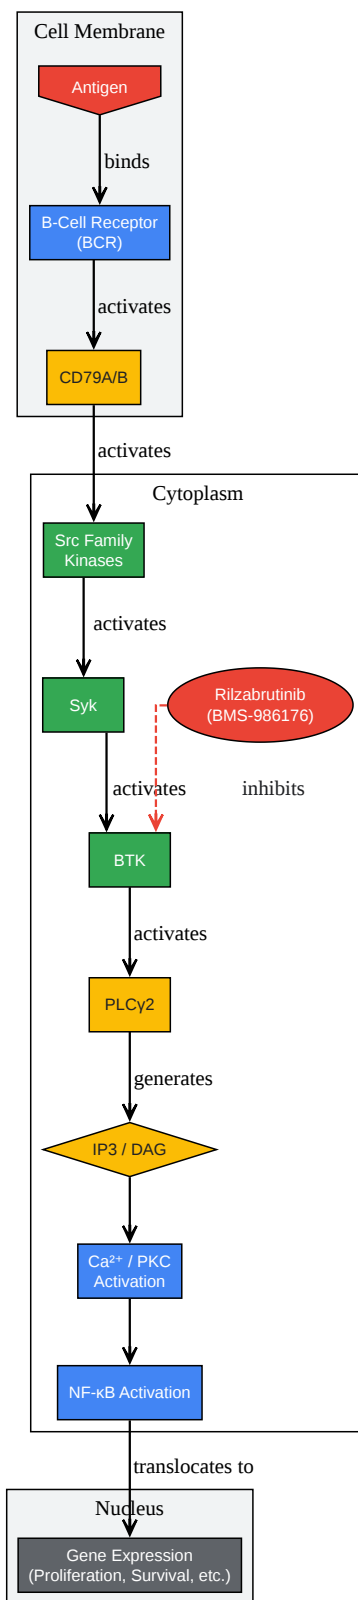 Cell Membrane
Antigen
binds
B-Cell Receptor
(BCR)
activates
CD79A/B
activates
Cytoplasm
Src Family
Kinases
activates
Syk
Rilzabrutinib
(BMS-986176)
activates
inhibits
BTK
activates
PLCγ2
generates
IP3 / DAG
Ca²⁺ / PKC
Activation
NF-κB Activation
translocates to
Nucleus
Gene Expression
(Proliferation, Survival, etc.)